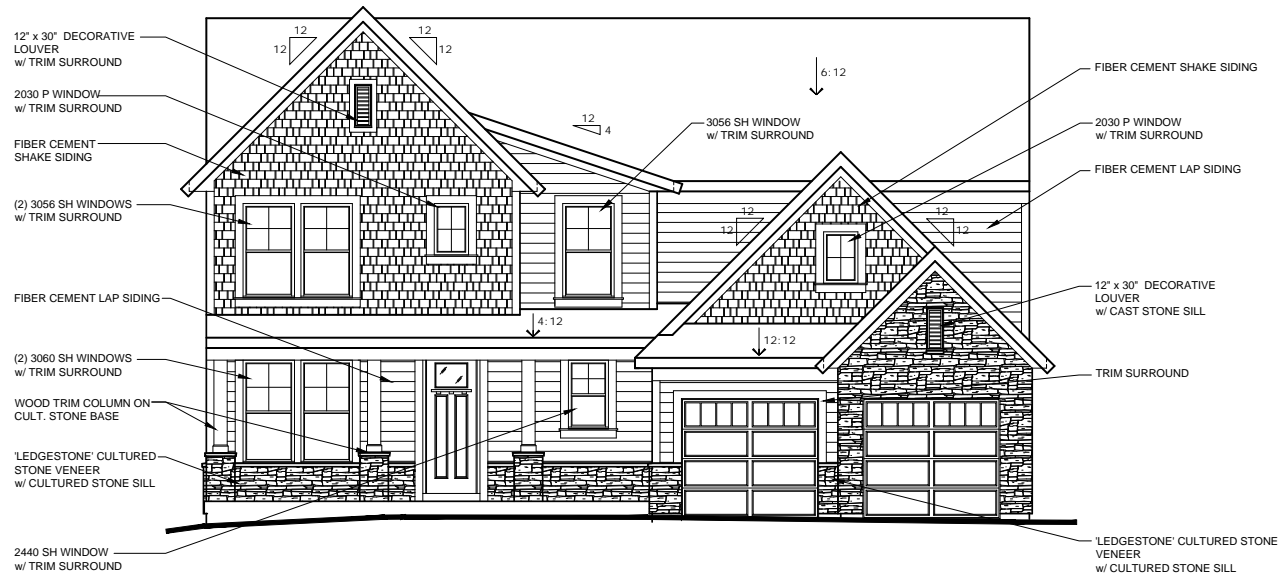 12" x 30" DECORATIVE
LOUVER
w/ TRIM SURROUND
2030 P WINDOW
w/ TRIM SURROUND
FIBER CEMENT
SHAKE SIDING
(2) 3056 SH WINDOWS
w/ TRIM SURROUND
FIBER CEMENT LAP SIDING
(2) 3060 SH WINDOWS
w/ TRIM SURROUND
WOOD TRIM COLUMN ON
CULT. STONE BASE
'LEDGESTONE' CULTURED
STONE VENEER
w/ CULTURED STONE SILL
2440 SH WINDOW
w/ TRIM SURROUND
12
12
12
12
12
4
6:12
3056 SH WINDOW
w/ TRIM SURROUND
12
12
12
12
4:12
12:12
FIBER CEMENT SHAKE SIDING
2030 P WINDOW
w/ TRIM SURROUND
FIBER CEMENT LAP SIDING
12" x 30" DECORATIVE
LOUVER
w/ CAST STONE SILL
TRIM SURROUND
'LEDGESTONE' CULTURED STONE
VENEER
w/ CULTURED STONE SILL